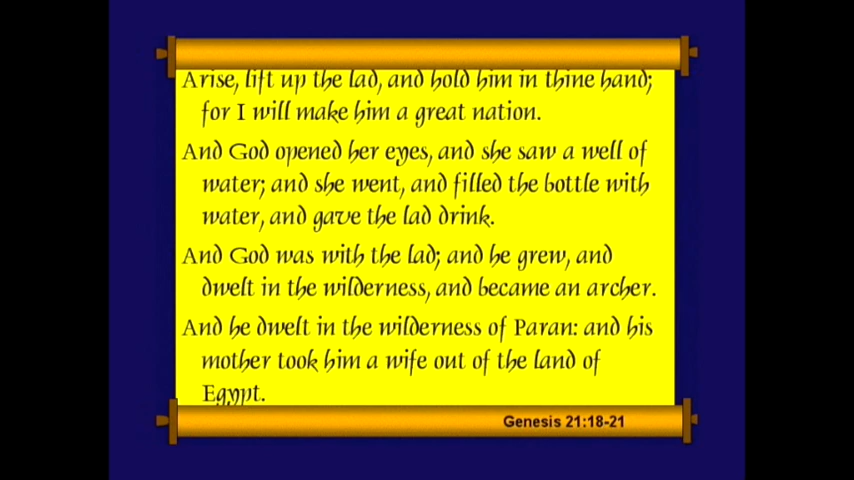 Arise, lift up the lad, and hold him in thine hand;
for I will make him a great nation.
And God opened her eyes, and she saw a well of
water; and she went, and filled the bottle with
water, and gave the lad drink.
And God was with the lad; and he grew, and
dwelt in the wilderness, and became an archer.
And he dwelt in the wilderness of Paran: and his
mother took him a wife out of the land of
Egypt.
Genesis 21:18-21